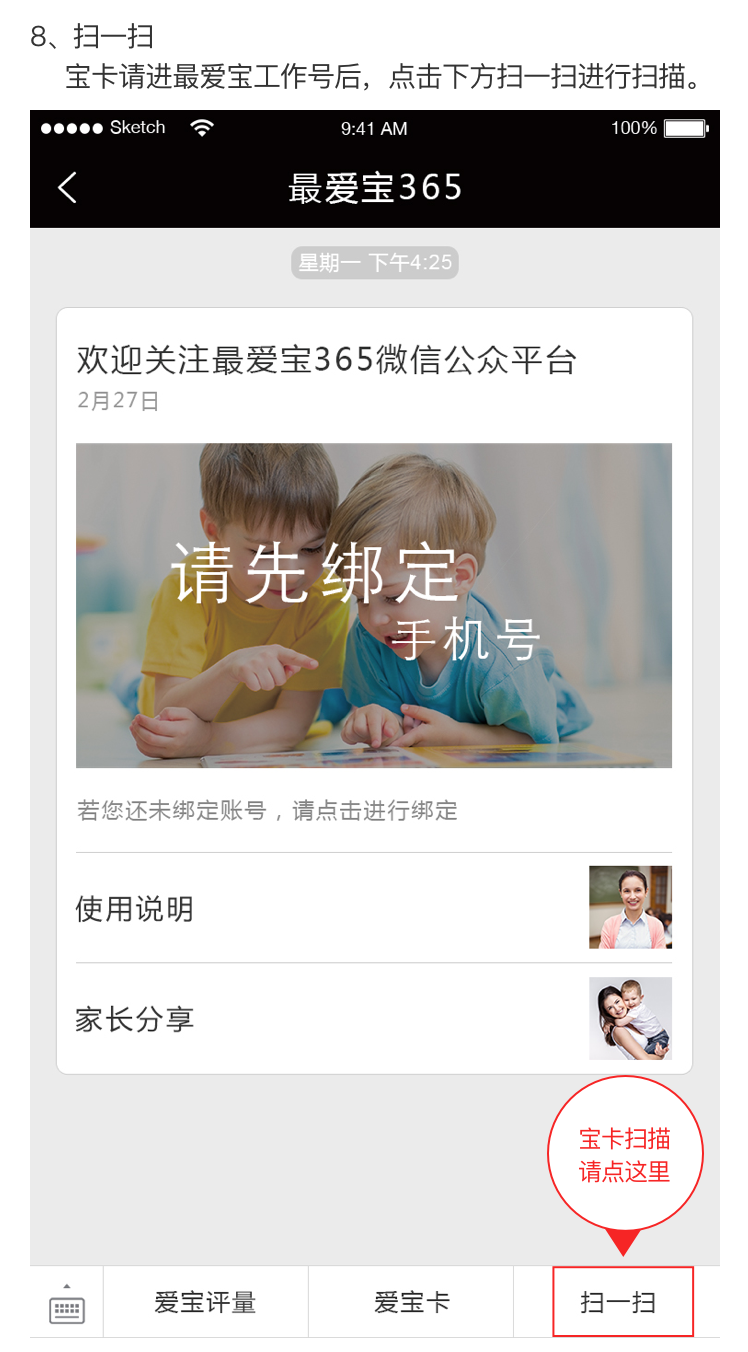 8、扫一扫
宝卡请进最爱宝工作号后，点击下方扫一扫进行扫描。
Sketch 9:41 AM 100%
最爱宝365
星期一 下午4:25
欢迎关注最爱宝365微信公众平台
2月27日
请先绑定
手机号
若您还未绑定账号，请点击进行绑定
使用说明
家长分享
宝卡扫描
请点这里
爱宝评量 爱宝卡 扫一扫